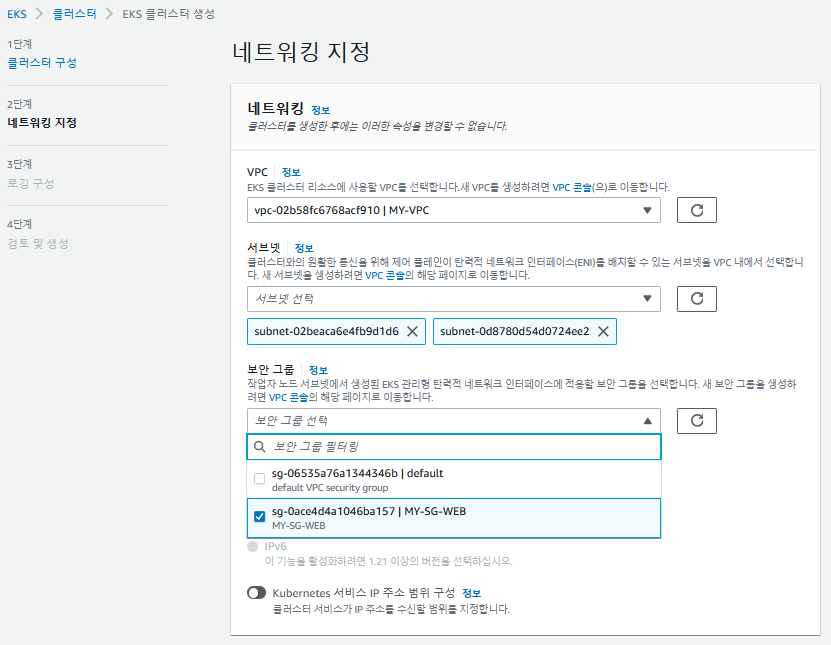 EKS > 클러스터 > EKS 클러스터 생성
1단계
클러스터 구성
2단계
네트워킹 지정
3단계
로깅 구성
4단계
검토 및 생성
네트워킹 지정
네트워킹 정보
클러스터를 생성한 후에는 이러한 속성을 변경할 수 없습니다.
VPC 정보
EKS 클러스터 리소스에 사용할 VPC를 선택합니다.새 VPC를 생성하려면 VPC 콘솔(으)로 이동합니다.
vpc-02b58fc6768acf910 | MY-VPC
서브넷 정보
클러스터와의 원활한 통신을 위해 제어 플레인이 탄력적 네트워크 인터페이스(ENI)를 배치할 수 있는 서브넷을 VPC 내에서 선택합니
다. 새 서브넷을 생성하려면 VPC 콘솔의 해당 페이지로 이동합니다.
서브넷 선택
subnet-02beaca6e4fb9d1d6 subnet-0d8780d54d0724ee2
보안 그룹 정보
작업자 노드 서브넷에서 생성된 EKS 관리형 탄력적 네트워크 인터페이스에 적용할 보안 그룹을 선택합니다. 새 보안 그룹을 생성하
려면 VPC 콘솔의 해당 페이지로 이동합니다.
보안 그룹 선택
보안 그룹 필터링
sg-06535a76a1344346b | default
default VPC security group
sg-0ace4d4a1046ba157 | MY-SG-WEB
MY-SG-WEB
IPv6
이 기능을 활성화하려면 1.21 이상의 버전을 선택하십시오.
Kubernetes 서비스 IP 주소 범위 구성 정보
클러스터 서비스가 IP 주소를 수신할 범위를 지정합니다.